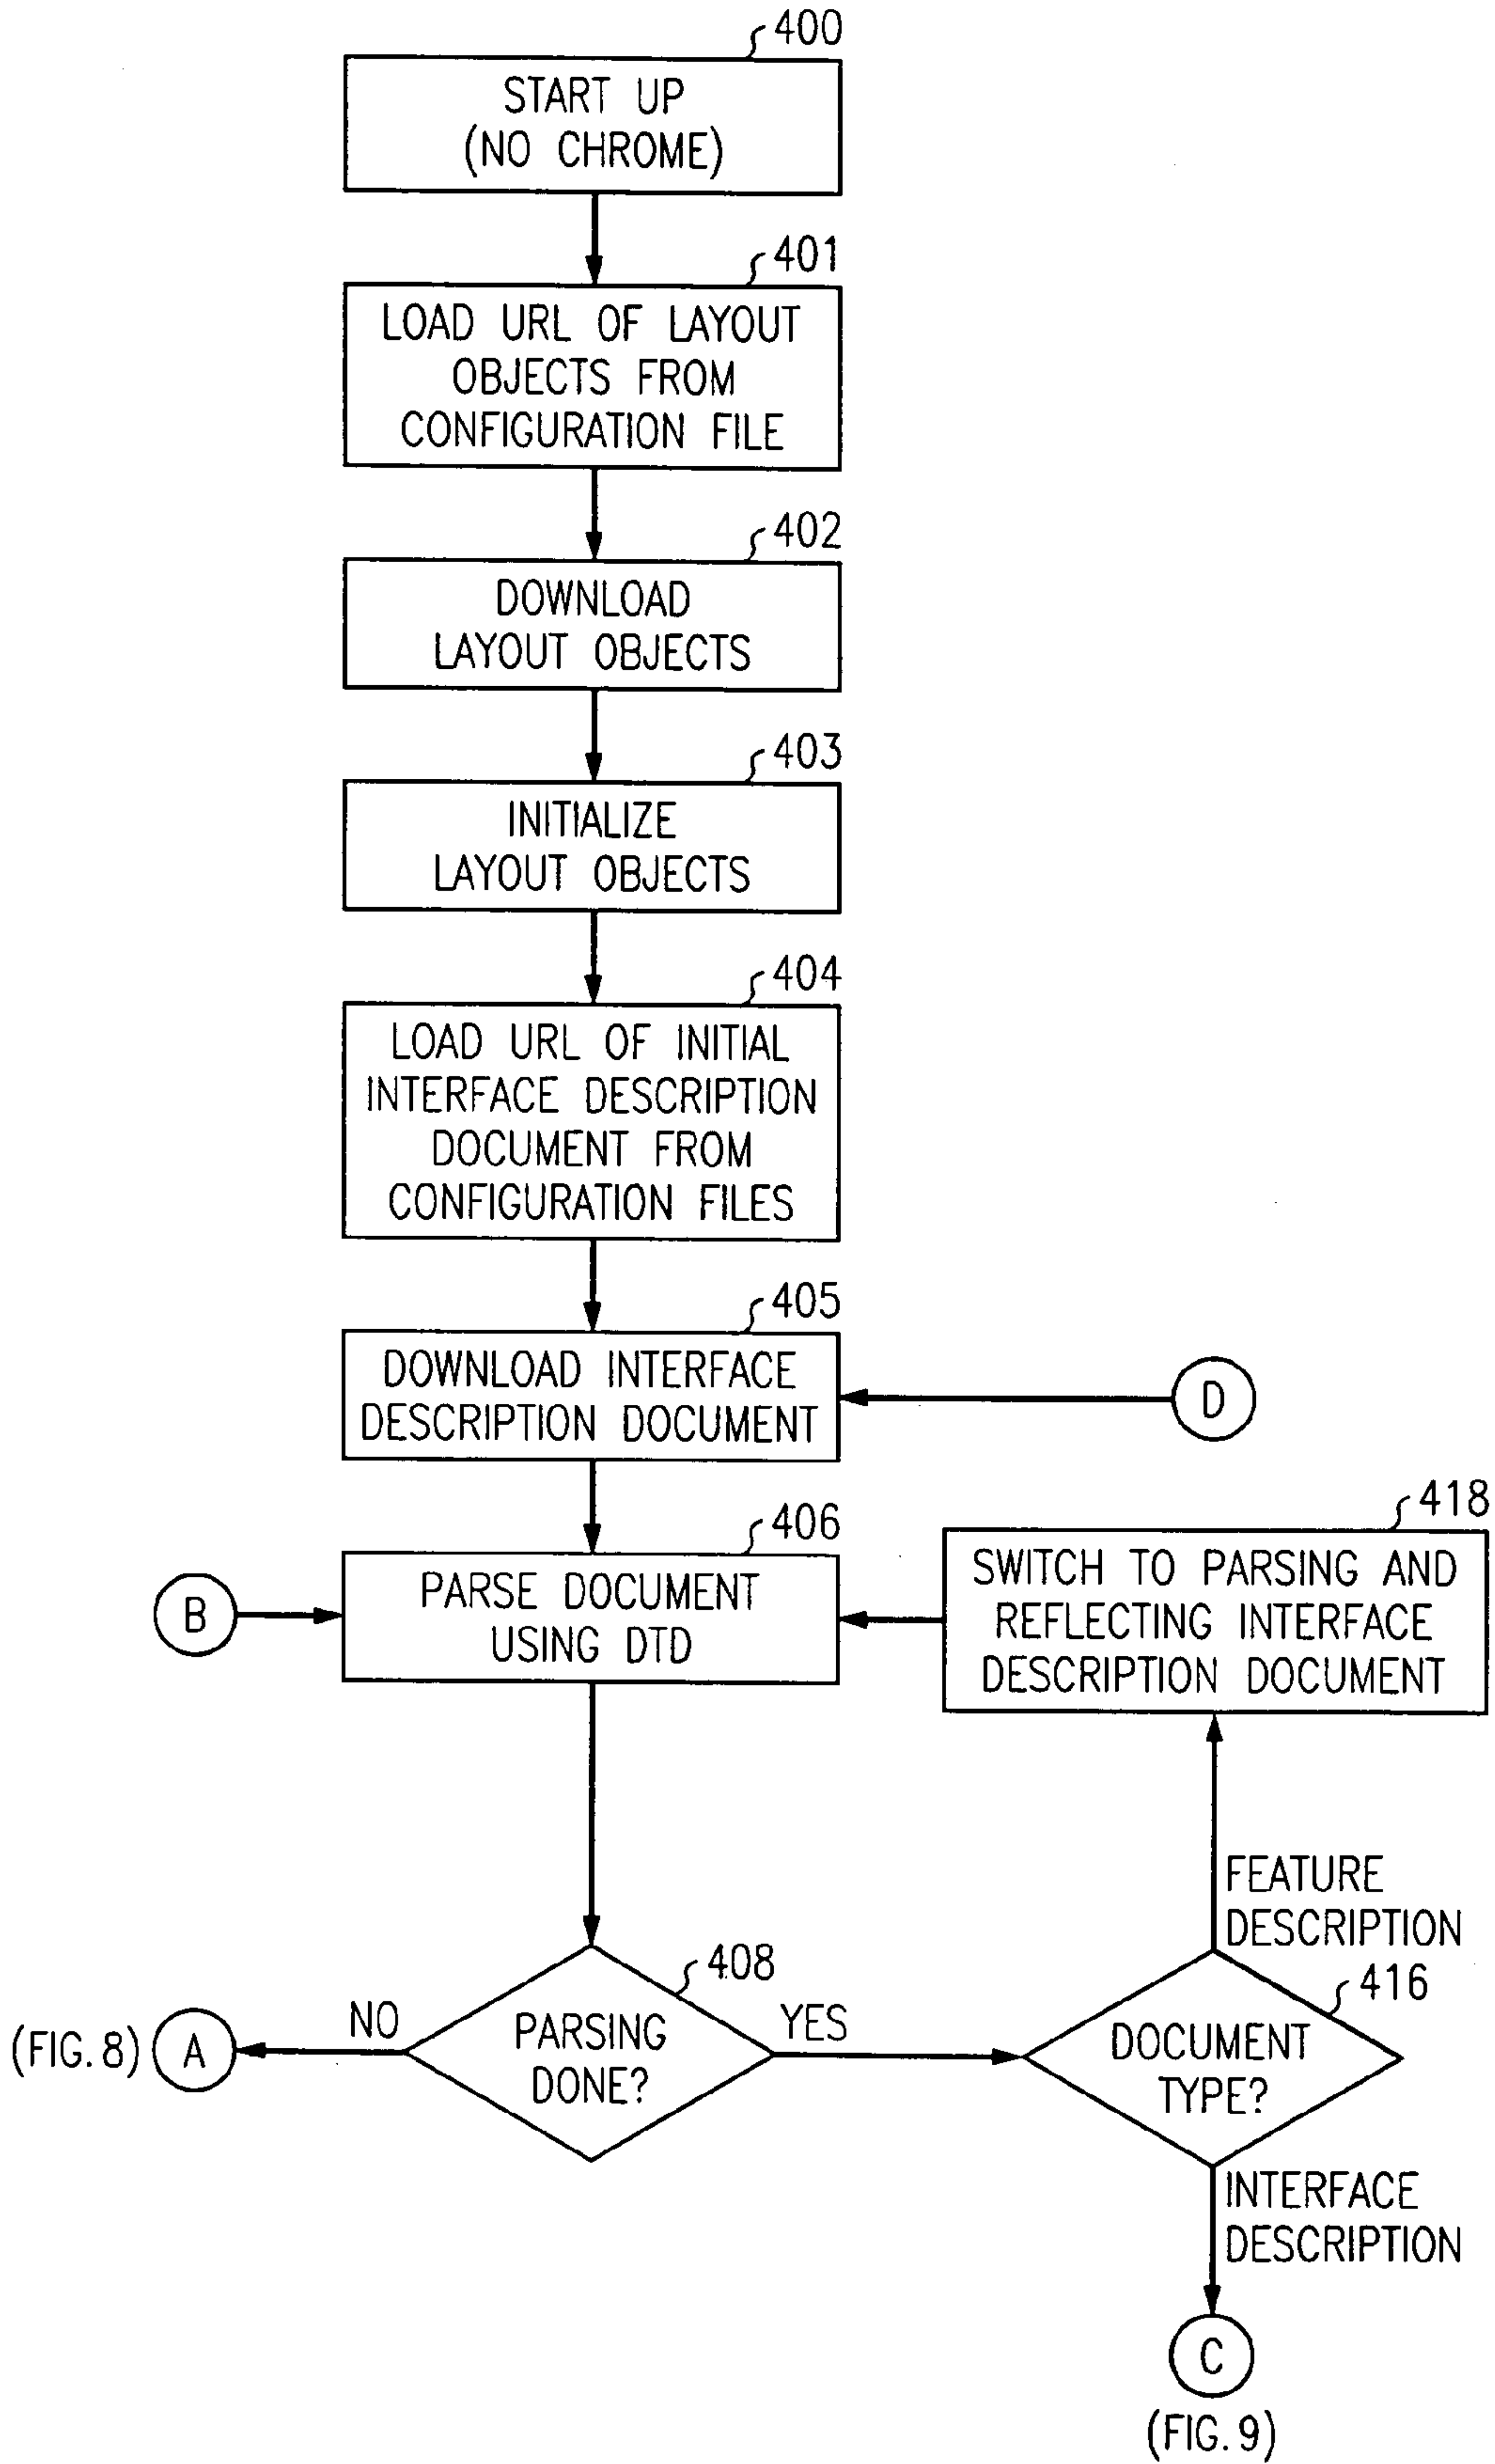 400
START UP
(NO CHROME)
401
LOAD URL OF LAYOUT
OBJECTS FROM
CONFIGURATION FILE
402
DOWNLOAD
LAYOUT OBJECTS
403
INITIALIZE
LAYOUT OBJECTS
404
LOAD URL OF INITIAL
INTERFACE DESCRIPTION
DOCUMENT FROM
CONFIGURATION FILES
405
DOWNLOAD INTERFACE
DESCRIPTION DOCUMENT
D
406
PARSE DOCUMENT
USING DTD
B
418
SWITCH TO PARSING AND
REFLECTING INTERFACE
DESCRIPTION DOCUMENT
FEATURE
DESCRIPTION
408
PARSING
DONE?
NO
(FIG. 8)
A
YES
416
DOCUMENT
TYPE?
INTERFACE
DESCRIPTION
C
(FIG. 9)